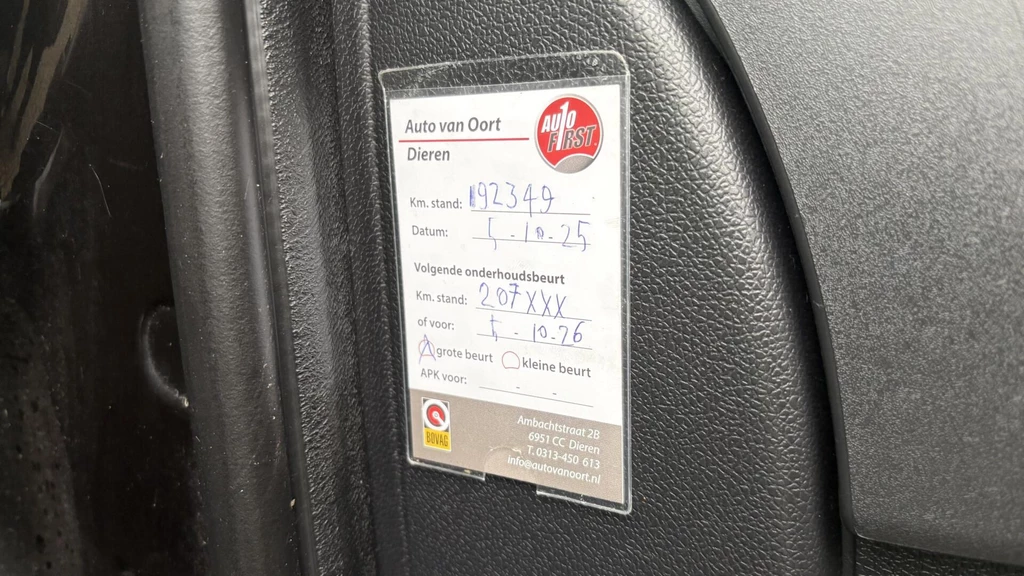 Auto van Oort
AUTO FIRST
Dieren
Km. stand: 192349
Datum: 5-10-25
Volgende onderhoudsbeurt
Km. stand: 207XXX
of voor: 5-10-26
grote beurt kleine beurt
APK voor:
BOVAG
Ambachtstraat 2B
6951 CC Dieren
T. 0313-450 613
info@autovanoort.nl